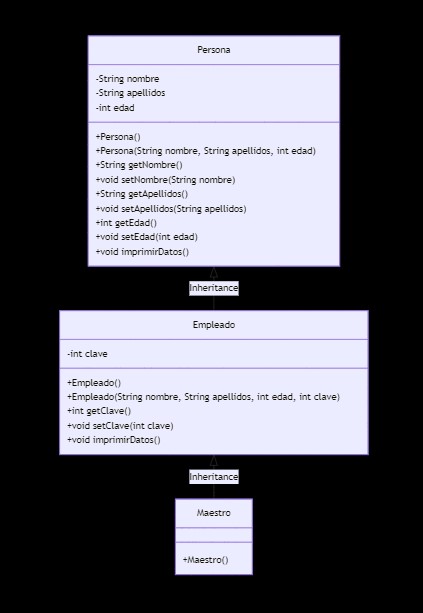 Persona
-String nombre
-String apellidos
-int edad
+Persona()
+Persona(String nombre, String apellidos, int edad)
+String getNombre()
+void setNombre(String nombre)
+String getApellidos()
+void setApellidos(String apellidos)
+int getEdad()
+void setEdad(int edad)
+void imprimirDatos()
Inheritance
Empleado
-int clave
+Empleado()
+Empleado(String nombre, String apellidos, int edad, int clave)
+int getClave()
+void setClave(int clave)
+void imprimirDatos()
Inheritance
Maestro
+Maestro()